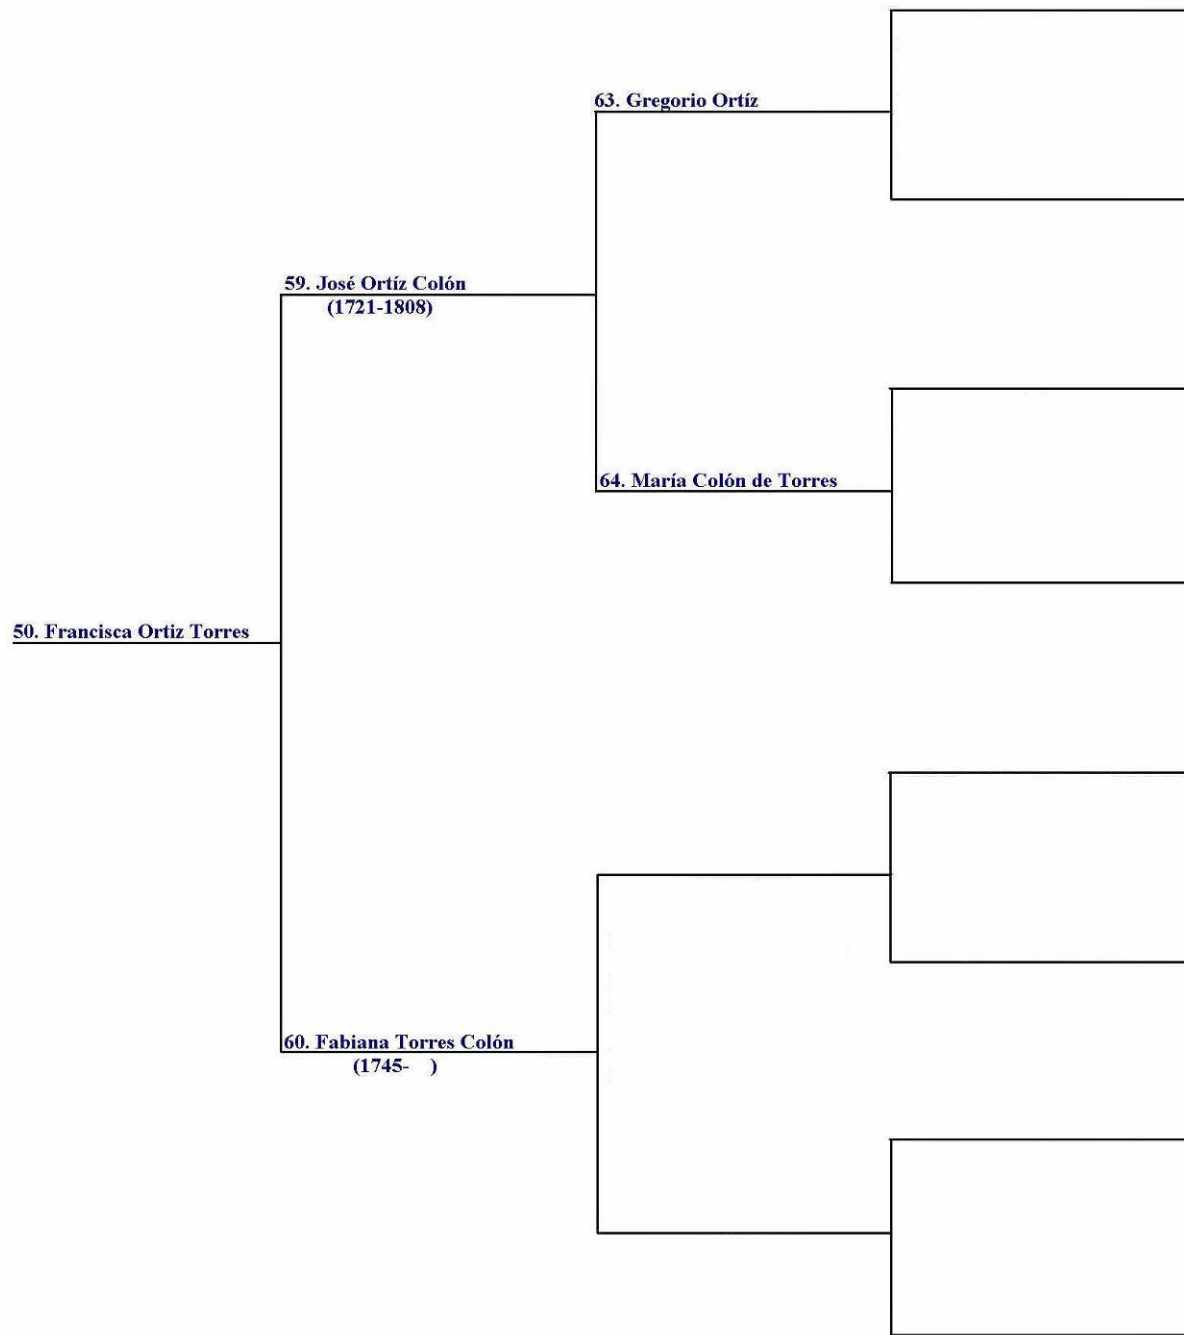 63. Gregorio Ortíz
59. José Ortíz Colón
(1721-1808)
64. María Colón de Torres
50. Francisca Ortiz Torres
60. Fabiana Torres Colón
(1745- )